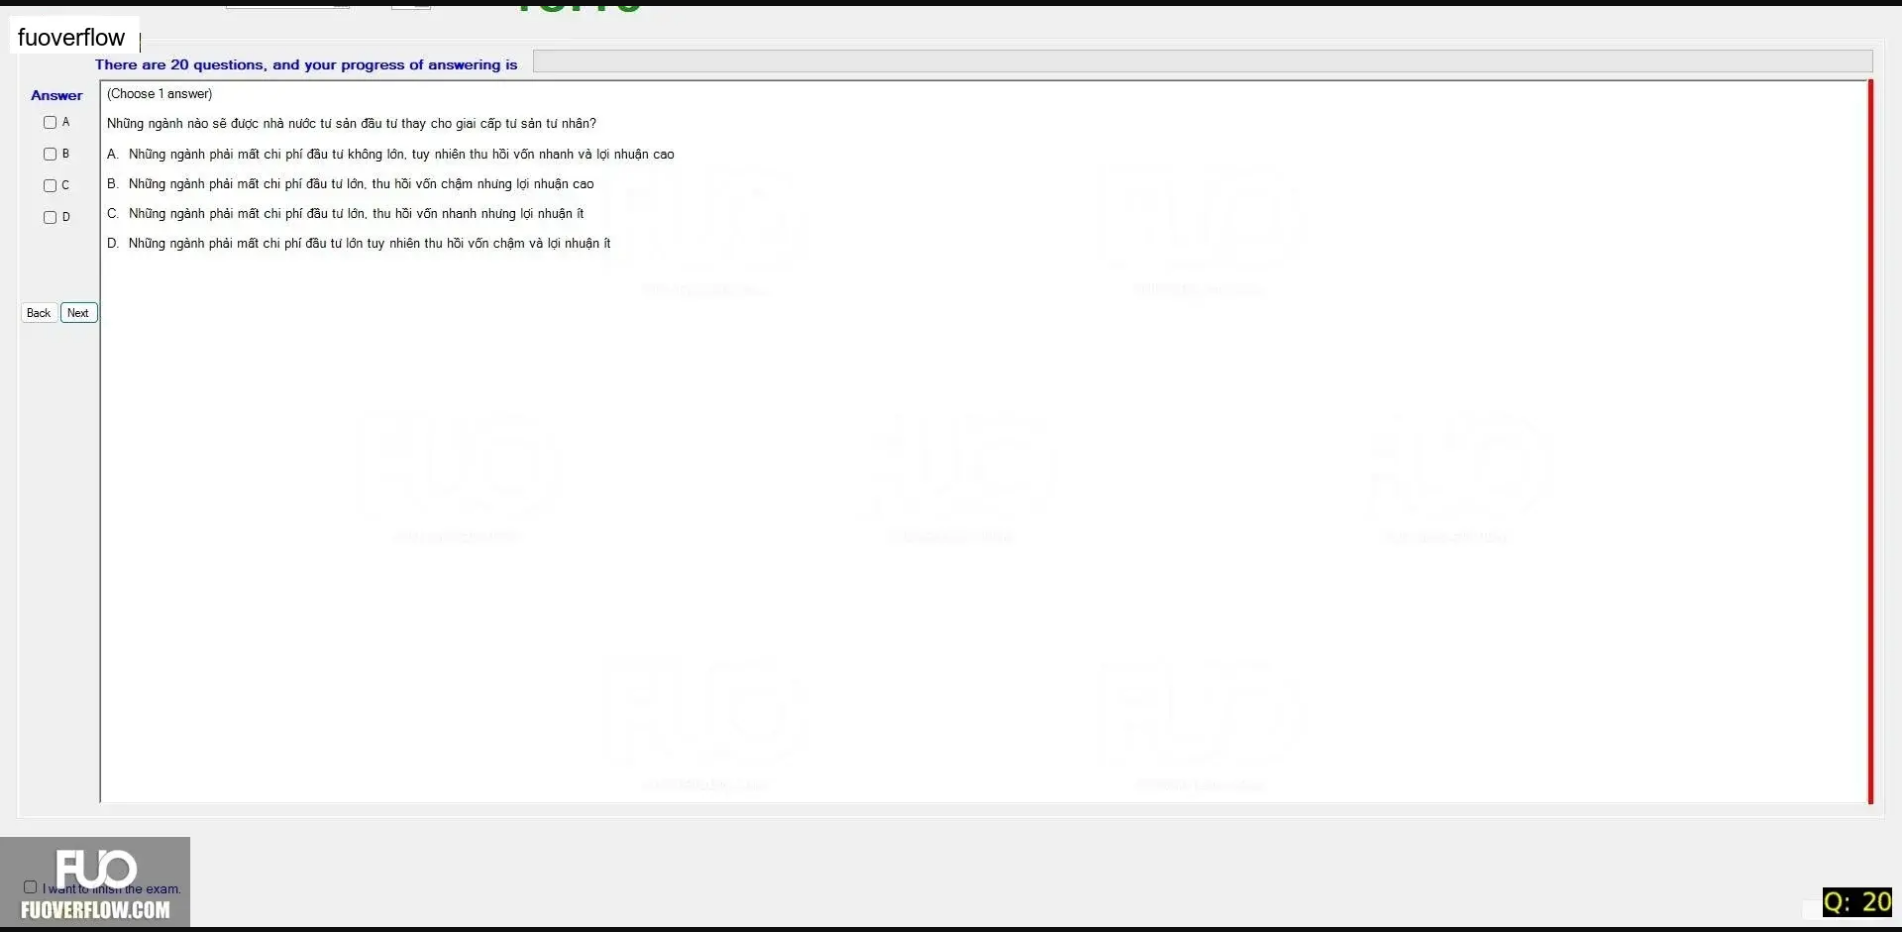 fuoverflow
There are 20 questions, and your progress of answering is
Answer
(Choose 1 answer)
A
Những ngành nào sẽ được nhà nước tư sản đầu tư thay cho giai cấp tư sản tư nhân?
B
A. Những ngành phải mất chi phí đầu tư không lớn, tuy nhiên thu hồi vốn nhanh và lợi nhuận cao
C
B. Những ngành phải mất chi phí đầu tư lớn, thu hồi vốn chậm nhưng lợi nhuận cao
D
C. Những ngành phải mất chi phí đầu tư lớn, thu hồi vốn nhanh nhưng lợi nhuận ít
D. Những ngành phải mất chi phí đầu tư lớn tuy nhiên thu hồi vốn chậm và lợi nhuận ít
Back Next
FUO
I want to finish the exam.
FUOVERFLOW.COM
Q: 20